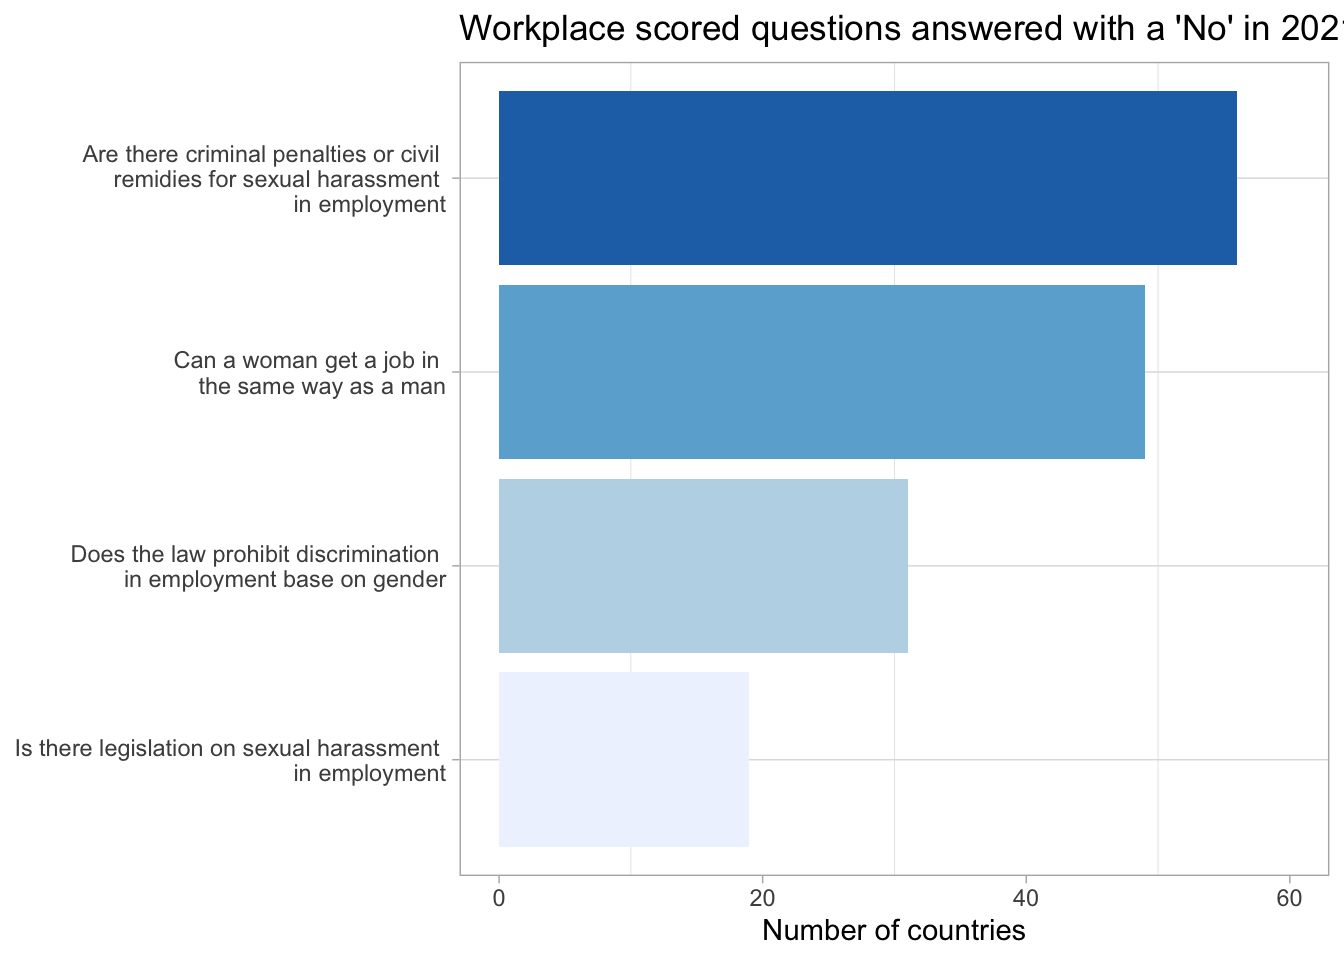 Workplace scored questions answered with a 'No' in 2021
Are there criminal penalties or civil
remidies for sexual harassment
in employment
Can a woman get a job in
the same way as a man
Does the law prohibit discrimination
in employment base on gender
Is there legislation on sexual harassment
in employment
0 20 40 60
Number of countries